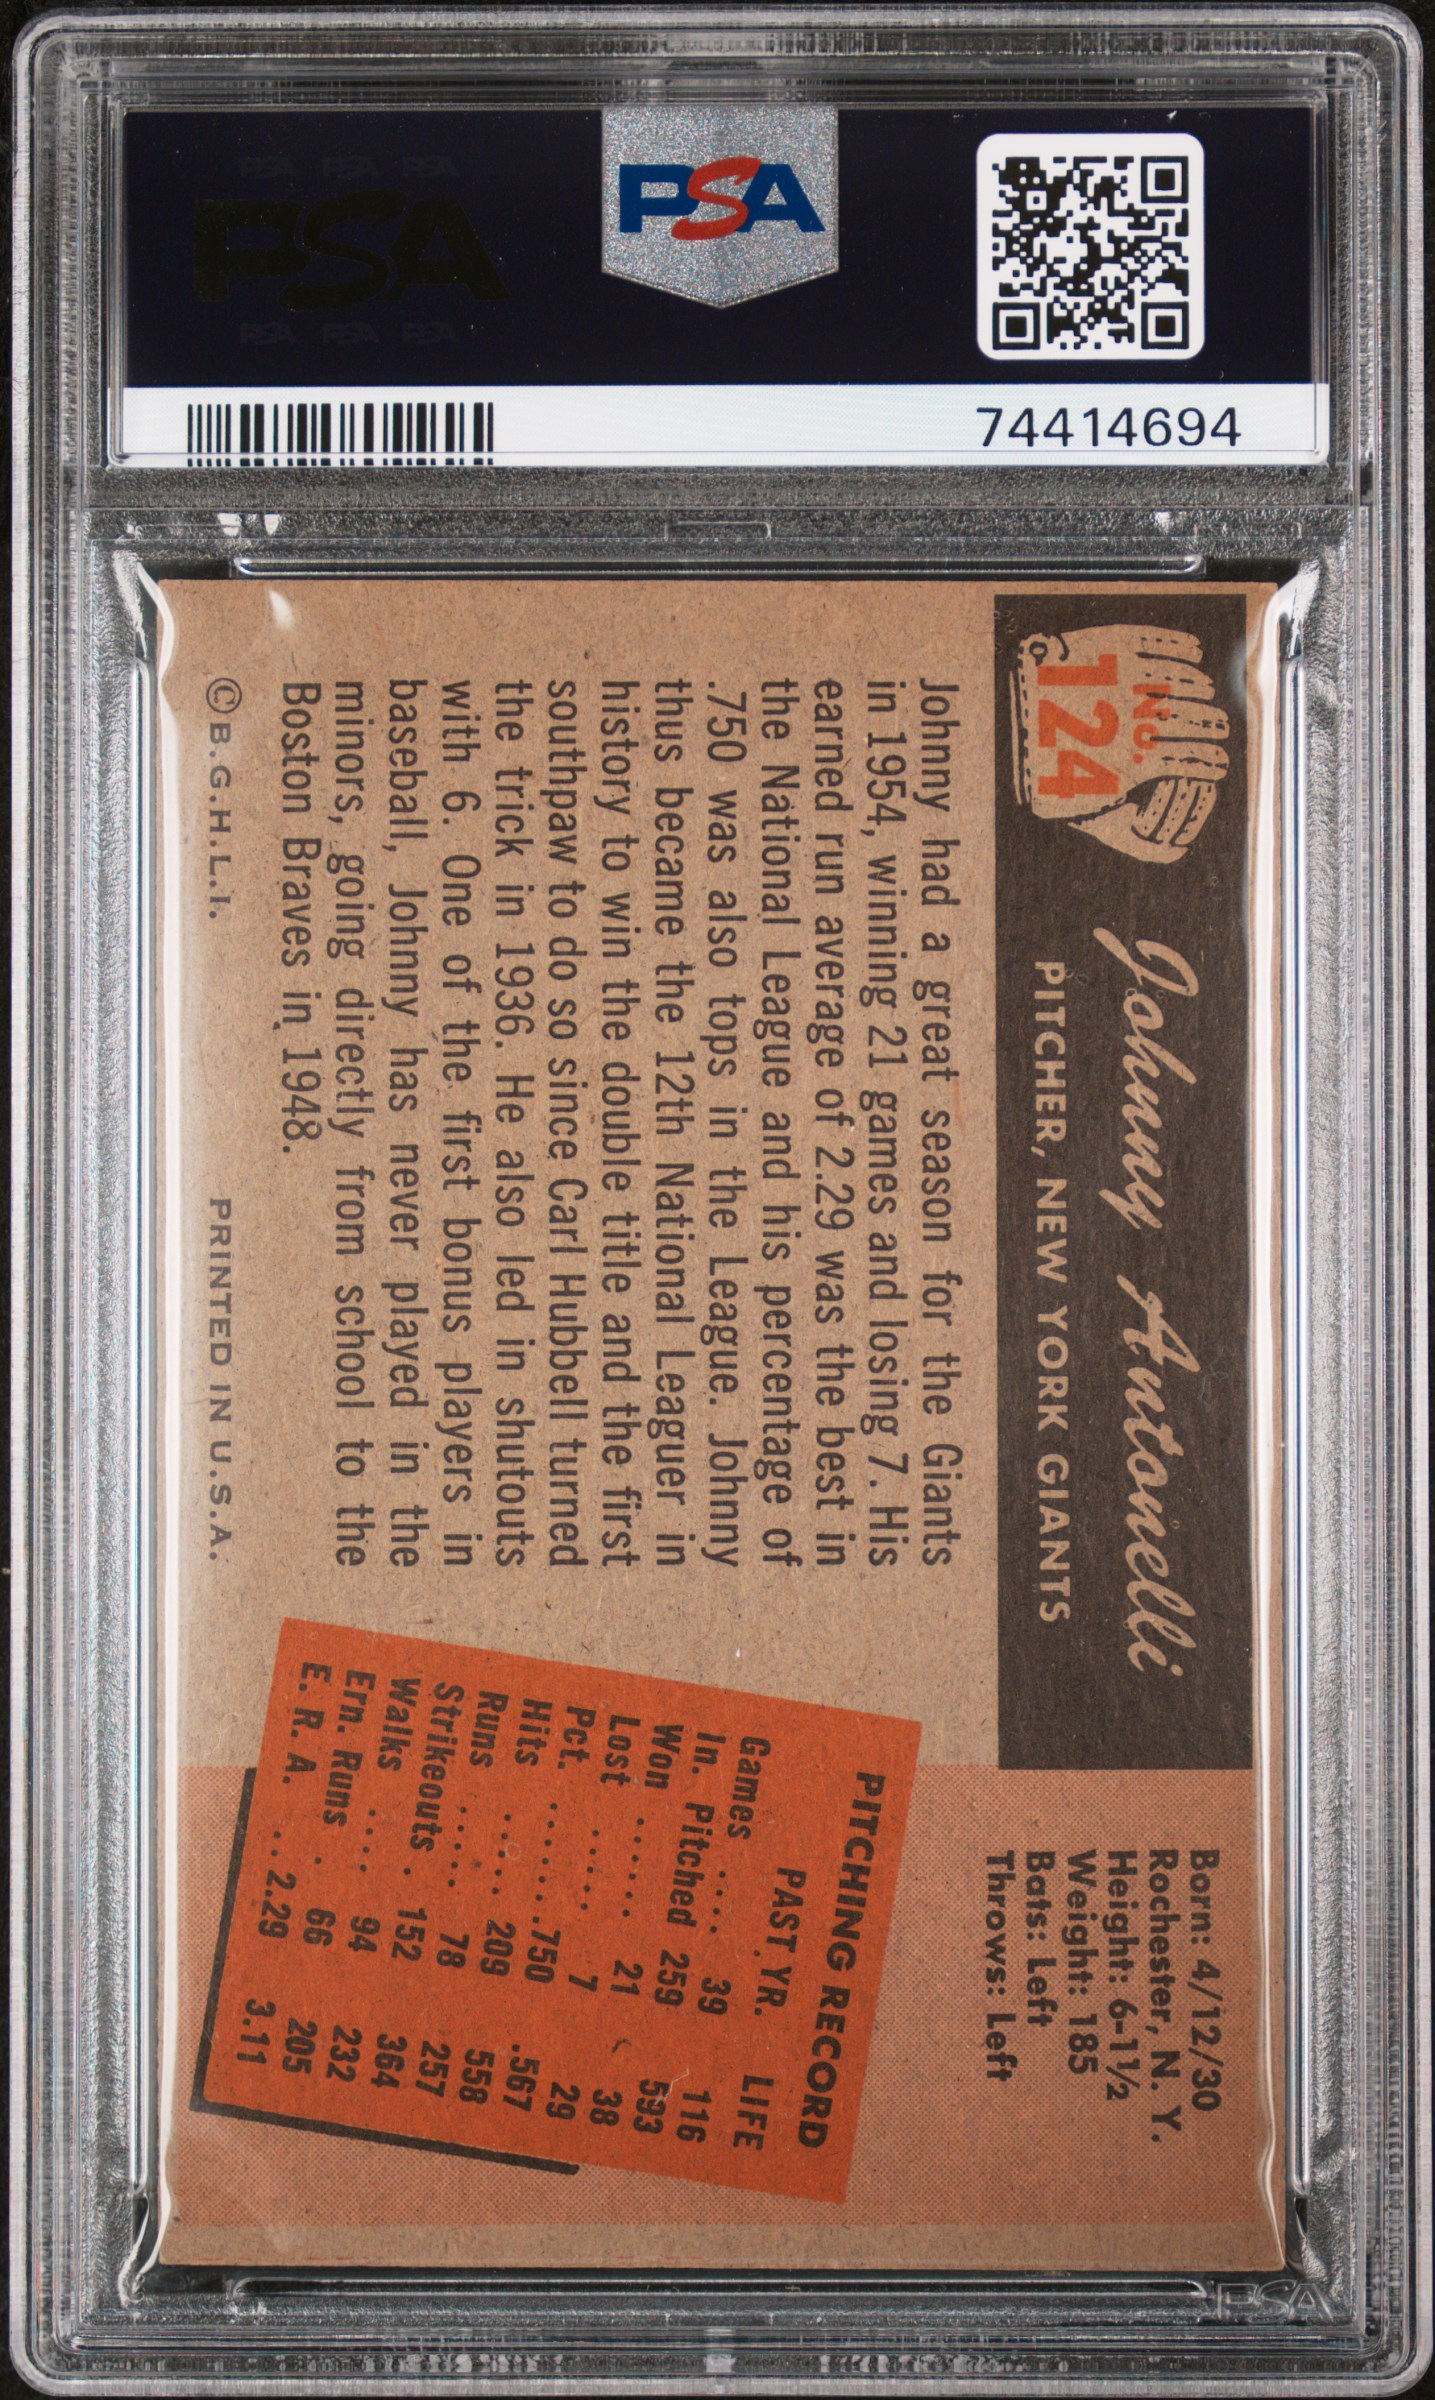 PSA PSA PSA
PSA
PSA PSA PSA
PSA
74414694
No.
124
Johnny Antonelli
PITCHER, NEW YORK GIANTS
Born: 4/12/30
Rochester, N. Y.
Height: 6-1½
Weight: 185
Bats: Left
Throws: Left
Johnny had a great season for the Giants
in 1954, winning 21 games and losing 7. His
earned run average of 2.29 was the best in
the National League and his percentage of
.750 was also tops in the League. Johnny
thus became the 12th National Leaguer in
history to win the double title and the first
southpaw to do so since Carl Hubbell turned
the trick in 1936. He also led in shutouts
with 6. One of the first bonus players in
baseball, Johnny has never played in the
minors, going directly from school to the
Boston Braves in 1948.
©B.G.H.L.I. PRINTED IN U.S.A.
PITCHING RECORD
PAST YR. LIFE
Games .... 39 116
In. Pitched 259 593
Won ...... 21 38
Lost ..... 7 29
Pct. ...... .750 .567
Hits ..... 209 558
Runs ..... 78 257
Strikeouts . 152 364
Walks .... 94 232
Ern. Runs . 66 205
E. R. A. .. 2.29 3.11
PSA